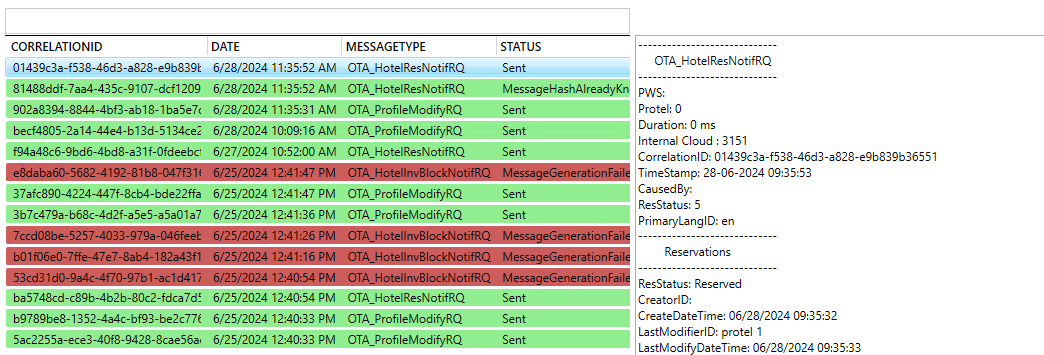 CORRELATIONID DATE MESSAGETYPE STATUS
01439c3a-f538-46d3-a828-e9b839b 6/28/2024 11:35:52 AM OTA_HotelResNotifRQ Sent
81488ddf-7aa4-435c-9107-dcf1209 6/28/2024 11:35:52 AM OTA_HotelResNotifRQ MessageHashAlreadyKn
902a8394-8844-4bf3-ab18-1ba5e7c 6/28/2024 11:35:31 AM OTA_ProfileModifyRQ Sent
becf4805-2a14-44e4-b13d-5134ce2 6/28/2024 10:09:16 AM OTA_ProfileModifyRQ Sent
f94a48c6-9bd6-4bd8-a31f-0fdeebcf 6/27/2024 10:52:00 AM OTA_HotelResNotifRQ Sent
e8daba60-5682-4192-81b8-047f31 6/25/2024 12:41:47 PM OTA_HotelInvBlockNotifRQ MessageGenerationFaile
37afc890-4224-447f-8cb4-bde22ffa 6/25/2024 12:41:47 PM OTA_ProfileModifyRQ Sent
3b7c479a-b68c-4d2f-a5e5-a5a01a7 6/25/2024 12:41:36 PM OTA_ProfileModifyRQ Sent
7ccd08be-5257-4033-979a-046feeb 6/25/2024 12:41:26 PM OTA_HotelInvBlockNotifRQ MessageGenerationFaile
b01f06e0-7ffe-47e7-8ab4-182a43f1 6/25/2024 12:41:16 PM OTA_HotelInvBlockNotifRQ MessageGenerationFaile
53cd31d0-9a4c-4f70-97b1-ac1d417 6/25/2024 12:40:54 PM OTA_HotelInvBlockNotifRQ MessageGenerationFaile
ba5748cd-c89b-4b2b-80c2-fdca7d5 6/25/2024 12:40:54 PM OTA_HotelResNotifRQ Sent
b9789be8-1352-4a4c-bf93-be2c776 6/25/2024 12:40:33 PM OTA_ProfileModifyRQ Sent
5ac2255a-ece3-40f8-9428-8cae56a 6/25/2024 12:40:33 PM OTA_ProfileModifyRQ Sent
-----------------------------
OTA_HotelResNotifRQ
-----------------------------
PWS:
Protel: 0
Duration: 0 ms
Internal Cloud : 3151
CorrelationID: 01439c3a-f538-46d3-a828-e9b839b36551
TimeStamp: 28-06-2024 09:35:53
CausedBy:
ResStatus: 5
PrimaryLangID: en
-----------------------------
Reservations
-----------------------------
ResStatus: Reserved
CreatorID:
CreateDateTime: 06/28/2024 09:35:32
LastModifierID: protel 1
LastModifyDateTime: 06/28/2024 09:35:33